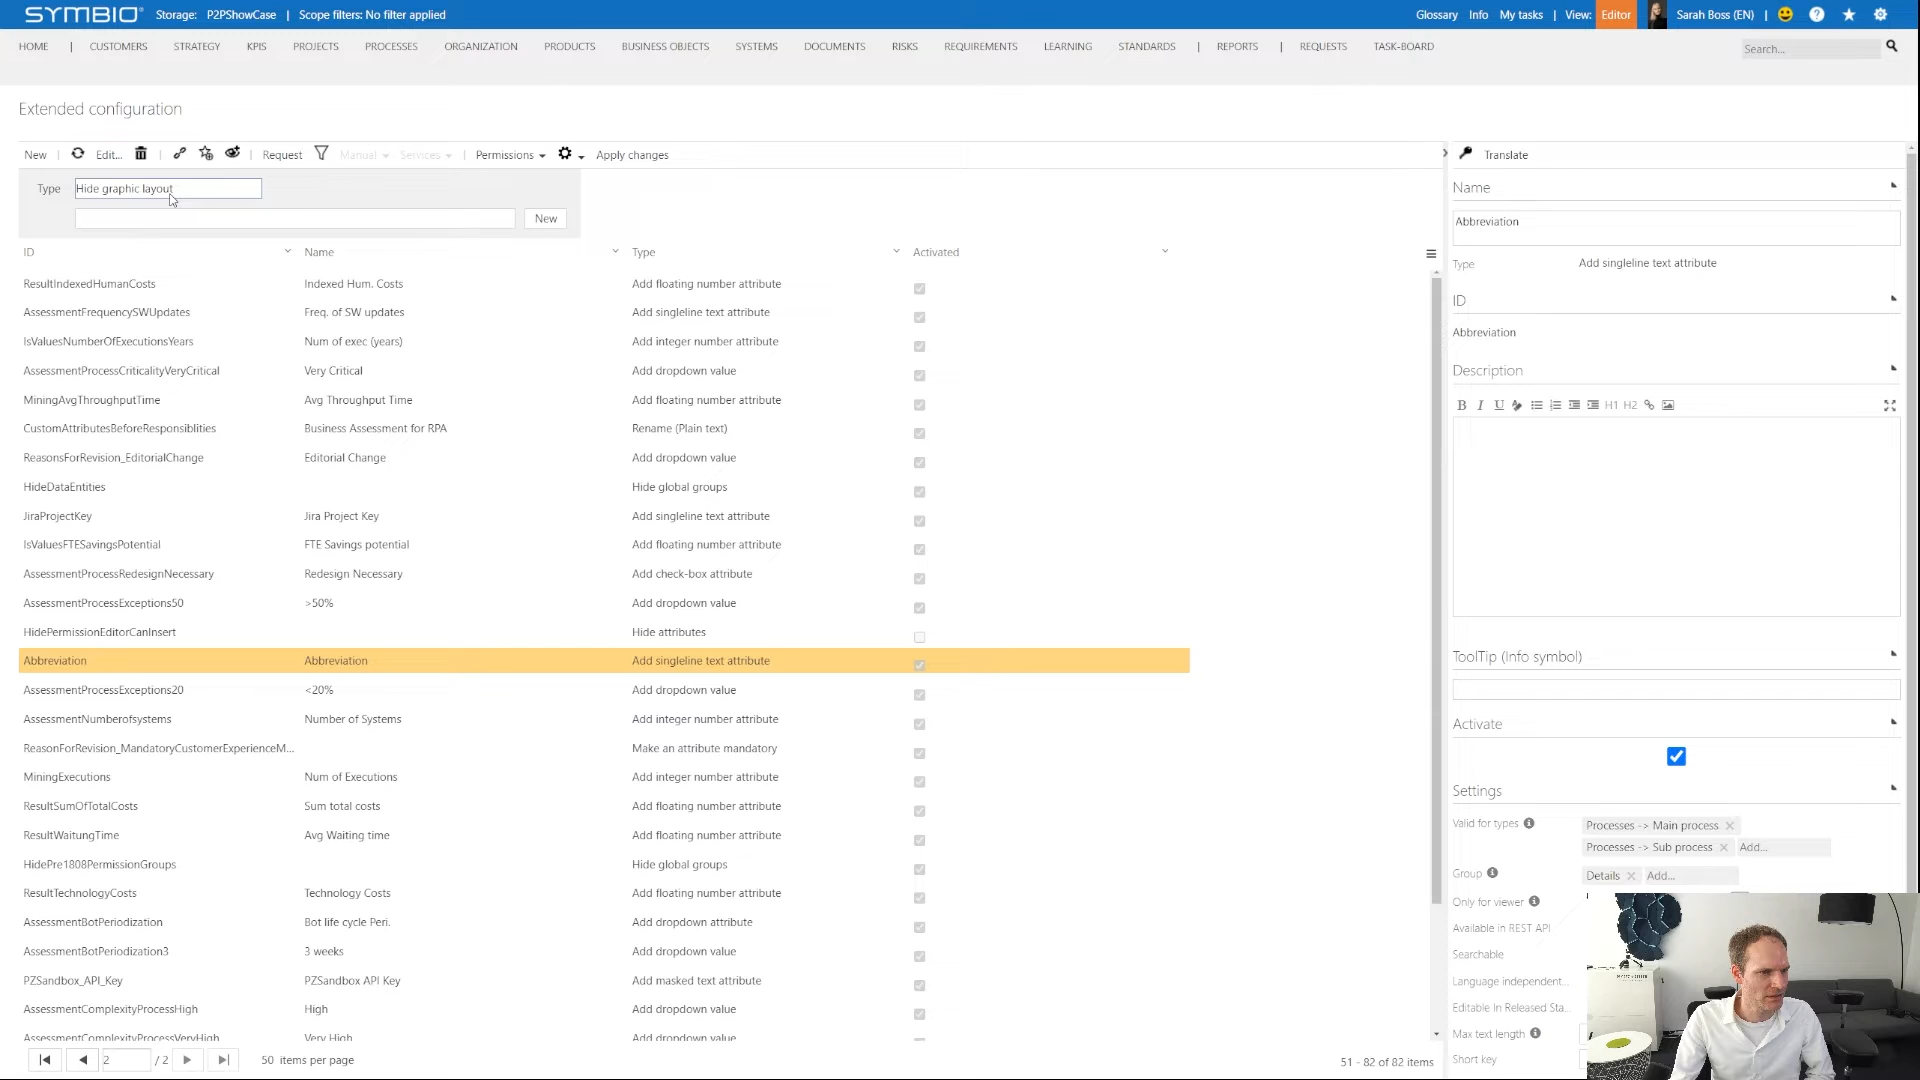 SYMBIO Storage: P2PShowCase | Scope filters: No filter applied Glossary Info My tasks | View: Editor Sarah Boss (EN) |
HOME | CUSTOMERS STRATEGY KPIS PROJECTS PROCESSES ORGANIZATION PRODUCTS BUSINESS OBJECTS SYSTEMS DOCUMENTS RISKS REQUIREMENTS LEARNING STANDARDS | REPORTS | REQUESTS TASK-BOARD Search...
Extended configuration
New | Edit... | Request Manual Services | Permissions Apply changes
Type Hide graphic layout
New
ID Name Type Activated
ResultIndexedHumanCosts Indexed Hum. Costs Add floating number attribute
AssessmentFrequencySWUpdates Freq. of SW updates Add singleline text attribute
IsValuesNumberOfExecutionsYears Num of exec (years) Add integer number attribute
AssessmentProcessCriticalityVeryCritical Very Critical Add dropdown value
MiningAvgThroughputTime Avg Throughput Time Add floating number attribute
CustomAttributesBeforeResponsiblities Business Assessment for RPA Rename (Plain text)
ReasonsForRevision_EditorialChange Editorial Change Add dropdown value
HideDataEntities Hide global groups
JiraProjectKey Jira Project Key Add singleline text attribute
IsValuesFTESavingsPotential FTE Savings potential Add floating number attribute
AssessmentProcessRedesignNecessary Redesign Necessary Add check-box attribute
AssessmentProcessExceptions50 >50% Add dropdown value
HidePermissionEditorCanInsert Hide attributes
Abbreviation Abbreviation Add singleline text attribute
AssessmentProcessExceptions20 <20% Add dropdown value
AssessmentNumberofsystems Number of Systems Add integer number attribute
ReasonForRevision_MandatoryCustomerExperienceM... Make an attribute mandatory
MiningExecutions Num of Executions Add integer number attribute
ResultSumOfTotalCosts Sum total costs Add floating number attribute
ResultWaitungTime Avg Waiting time Add floating number attribute
HidePre1808PermissionGroups Hide global groups
ResultTechnologyCosts Technology Costs Add floating number attribute
AssessmentBotPeriodization Bot life cycle Peri. Add dropdown attribute
AssessmentBotPeriodization3 3 weeks Add dropdown value
PZSandbox_API_Key PZSandbox API Key Add masked text attribute
AssessmentComplexityProcessHigh High Add dropdown value
AssessmentComplexityProcessVeryHigh Very High Add dropdown value
2 / 2 50 items per page 51 - 82 of 82 items
Translate
Name
Abbreviation
Type Add singleline text attribute
ID
Abbreviation
Description
B I U H1 H2
ToolTip (Info symbol)
Activate
Settings
Valid for types Processes -> Main process
Processes -> Sub process Add...
Group Details Add...
Only for viewer
Available in REST API
Searchable
Language independent...
Editable In Released Sta...
Max text length
Short key